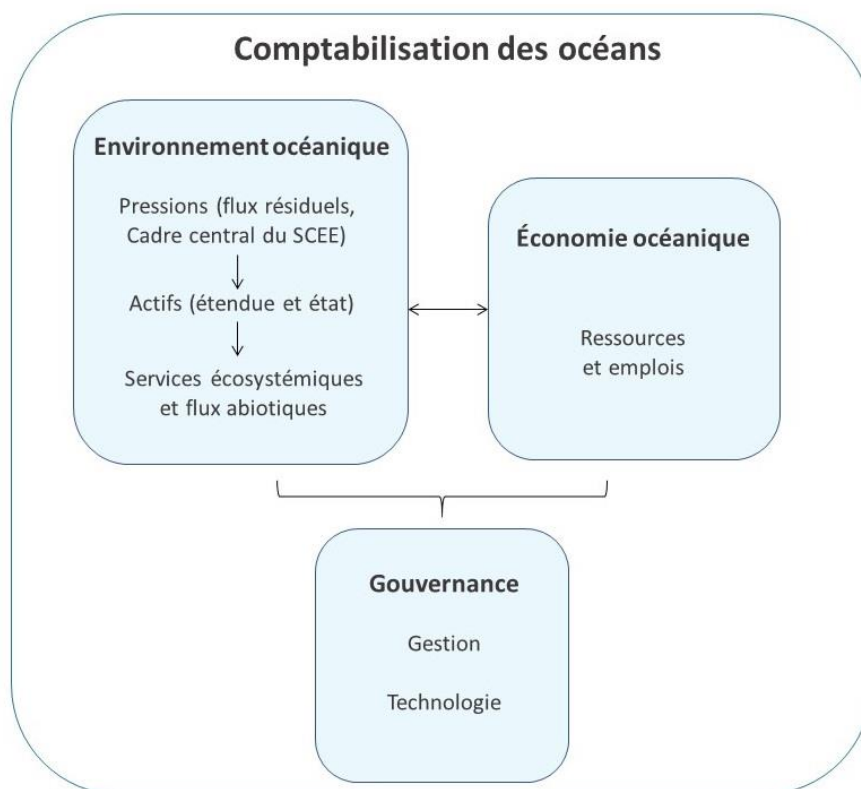 Comptabilisation des océans
Environnement océanique
Pressions (flux résiduels,
Cadre central du SCEE)
Actifs (étendue et état)
Services écosystémiques
et flux abiotiques
Économie océanique
Ressources
et emplois
Gouvernance
Gestion
Technologie